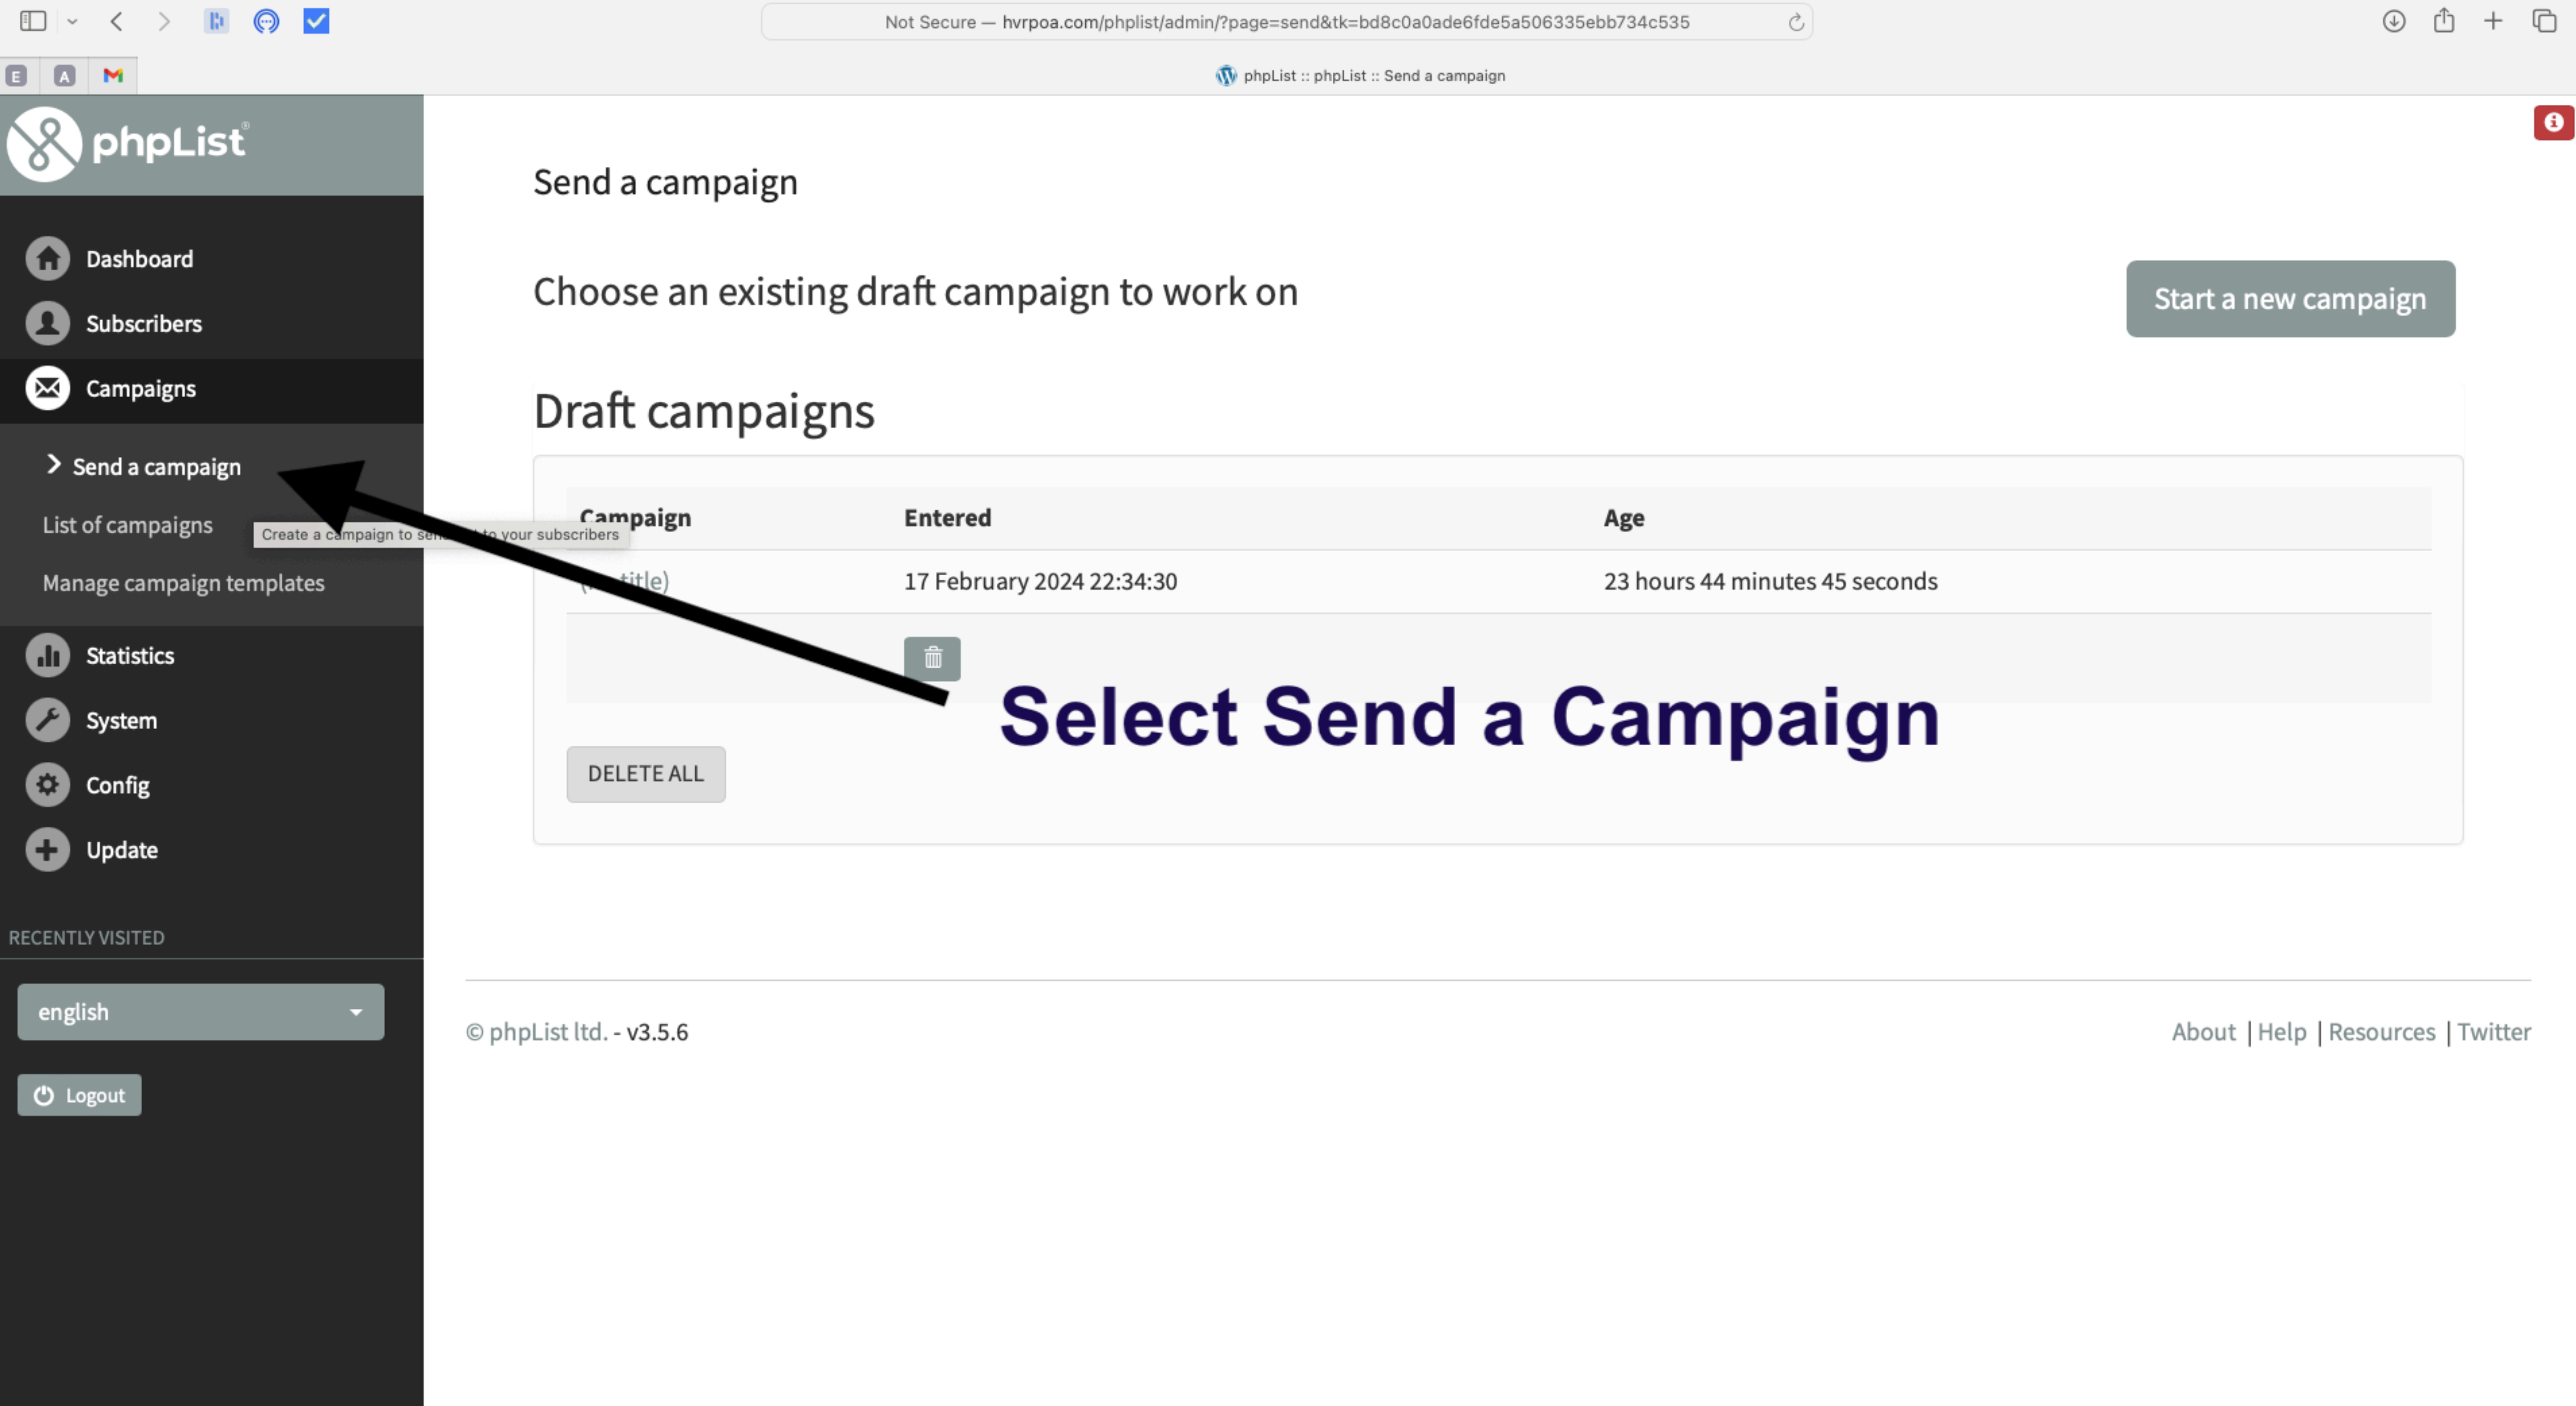 Not Secure — hvrpoa.com/phplist/admin/?page=send&tk=bd8c0a0ade6fde5a506335ebb734c535
E
A
phpList :: phpList :: Send a campaign
phpList®
Dashboard
Subscribers
Campaigns
Send a campaign
List of campaigns
Manage campaign templates
Statistics
System
Config
Update
RECENTLY VISITED
english
Logout
Send a campaign
Choose an existing draft campaign to work on
Start a new campaign
Draft campaigns
Campaign Entered Age
Create a campaign to to your subscribers
title) 17 February 2024 22:34:30 23 hours 44 minutes 45 seconds
Select Send a Campaign
DELETE ALL
© phpList ltd. - v3.5.6
About | Help | Resources | Twitter